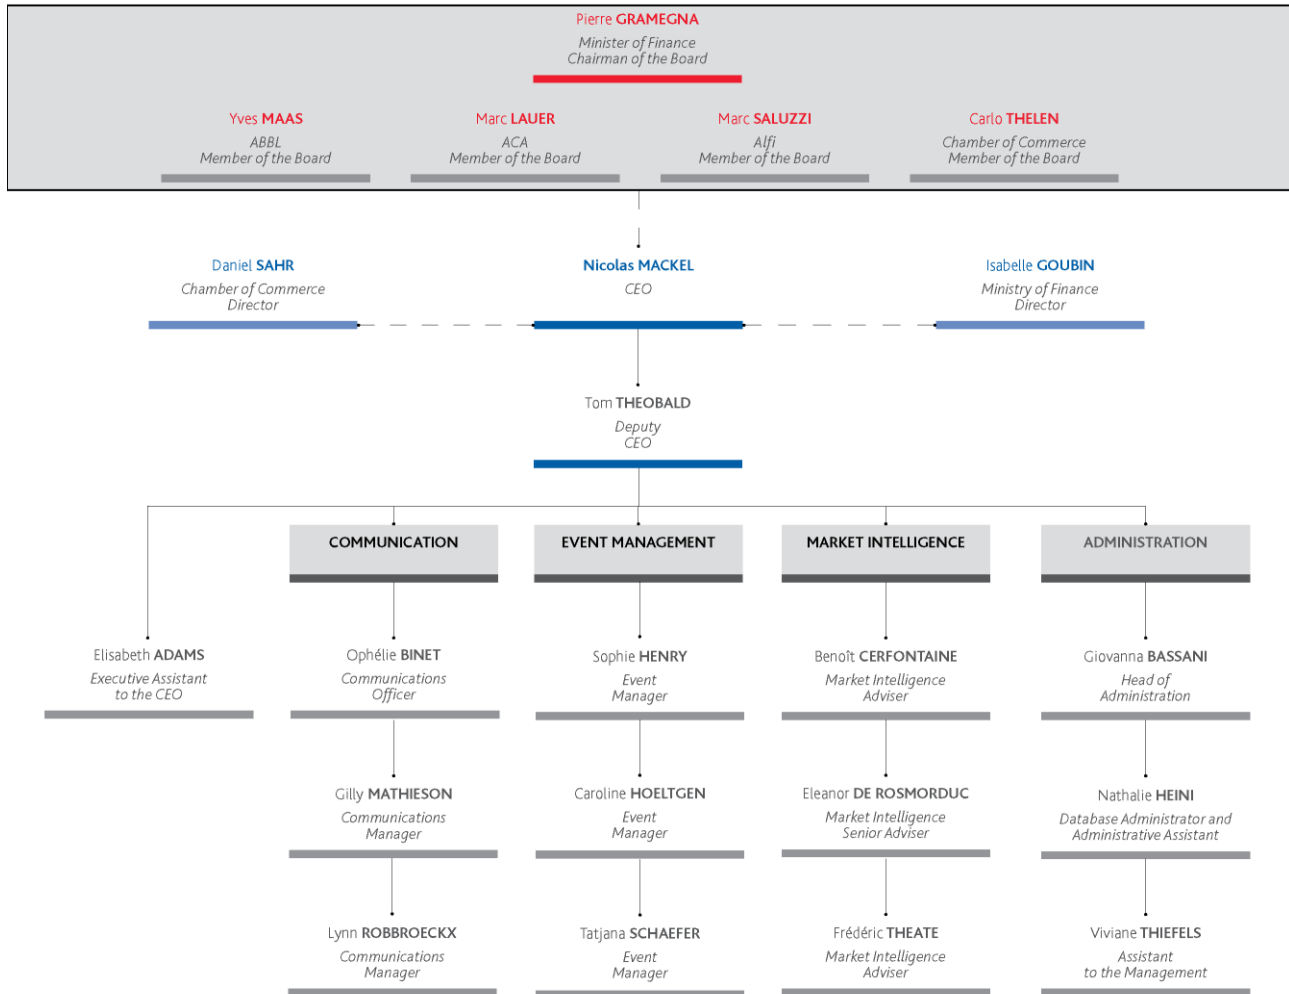 Pierre GRAMEGNA
Minister of Finance
Chairman of the Board
Yves MAAS
ABBL
Member of the Board
Marc LAUER
ACA
Member of the Board
Marc SALUZZI
Alfi
Member of the Board
Carlo THELEN
Chamber of Commerce
Member of the Board
Daniel SAHR
Chamber of Commerce
Director
Nicolas MACKEL
CEO
Isabelle GOUBIN
Ministry of Finance
Director
Tom THEOBALD
Deputy
CEO
COMMUNICATION
EVENT MANAGEMENT
MARKET INTELLIGENCE
ADMINISTRATION
Elisabeth ADAMS
Executive Assistant
to the CEO
Ophélie BINET
Communications
Officer
Sophie HENRY
Event
Manager
Benoît CERFONTAINE
Market Intelligence
Adviser
Giovanna BASSANI
Head of
Administration
Gilly MATHIESON
Communications
Manager
Caroline HOELTGEN
Event
Manager
Eleanor DE ROSMORDUC
Market Intelligence
Senior Adviser
Nathalie HEINI
Database Administrator and
Administrative Assistant
Lynn ROBBROECKX
Communications
Manager
Tatjana SCHAEFER
Event
Manager
Frédéric THEATE
Market Intelligence
Adviser
Viviane THIEFELS
Assistant
to the Management